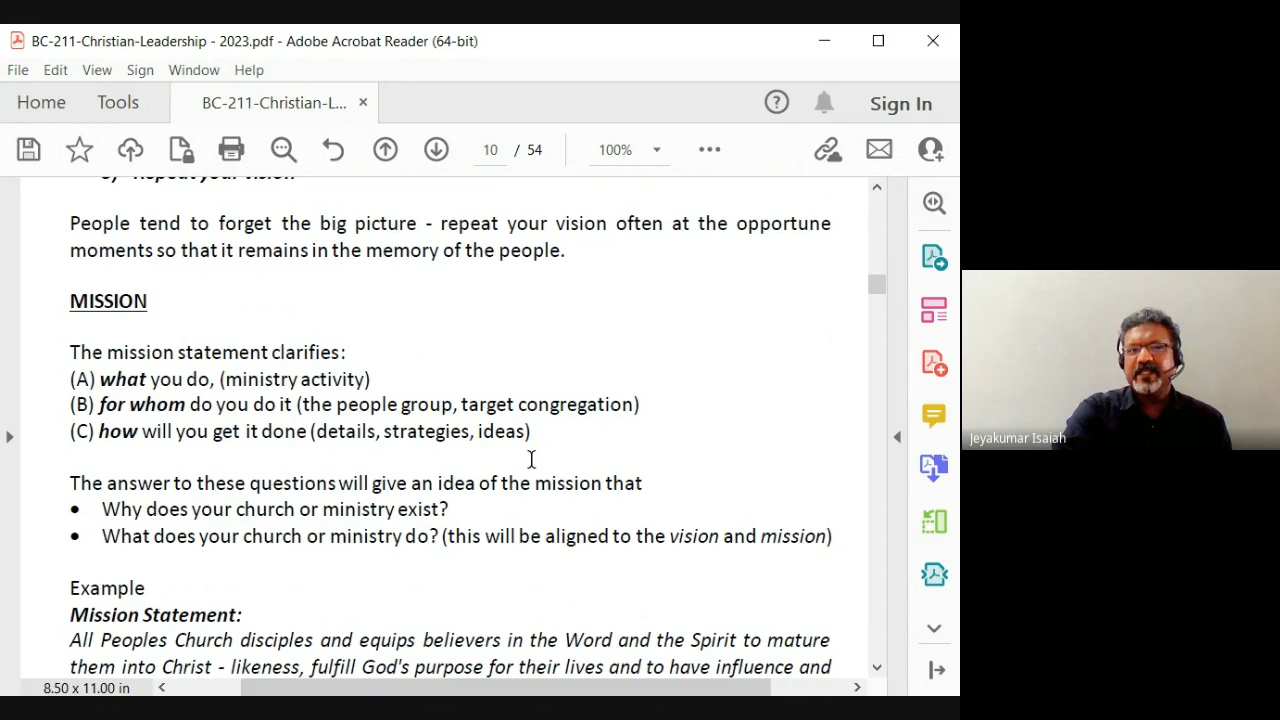 BC-211-Christian-Leadership - 2023.pdf - Adobe Acrobat Reader (64-bit)
File Edit View Sign Window Help
Home Tools BC-211-Christian-L... × Sign In
10 / 54 100%
Repeat your vision
People tend to forget the big picture - repeat your vision often at the opportune
moments so that it remains in the memory of the people.
MISSION
The mission statement clarifies:
(A) what you do, (ministry activity)
(B) for whom do you do it (the people group, target congregation)
(C) how will you get it done (details, strategies, ideas)
The answer to these questions will give an idea of the mission that
• Why does your church or ministry exist?
• What does your church or ministry do? (this will be aligned to the vision and mission)
Example
Mission Statement:
All Peoples Church disciples and equips believers in the Word and the Spirit to mature
them into Christ - likeness, fulfill God's purpose for their lives and to have influence and
8.50 x 11.00 in
Jeyakumar Isaiah